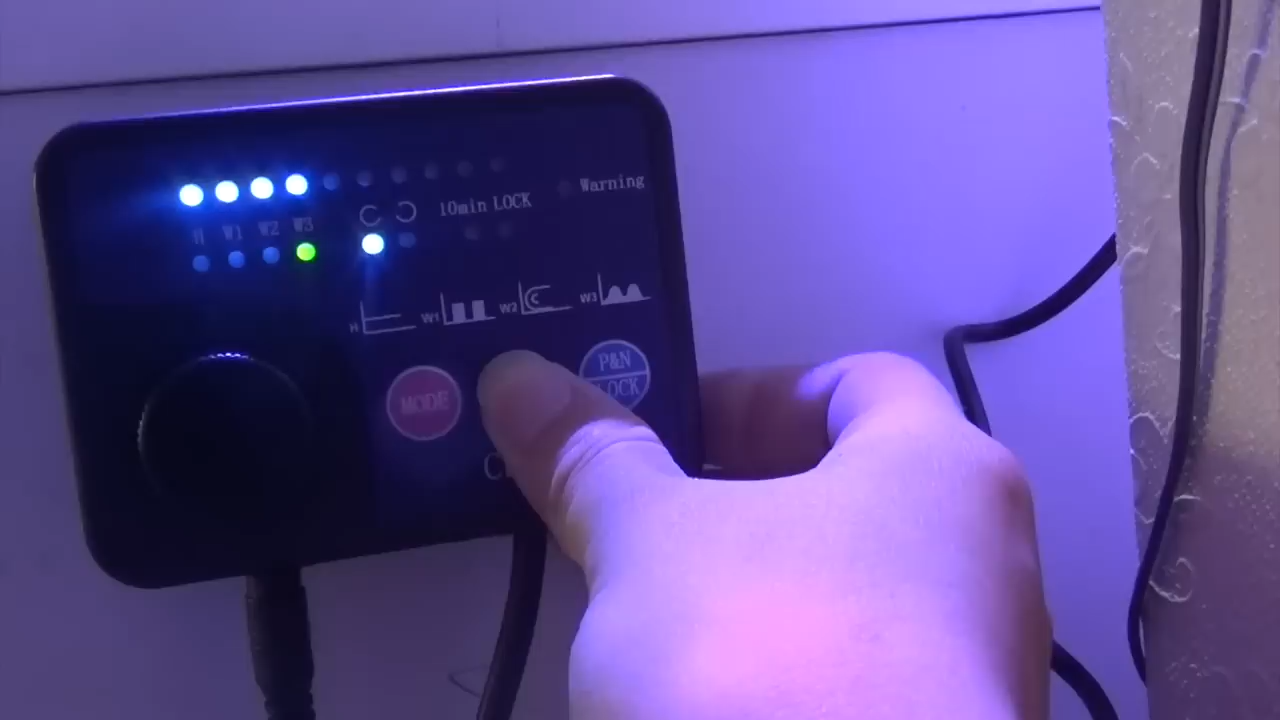 Warning
H W1 W2 W3
10min LOCK
H W1 W2 W3
MODE
P&N
LOCK
C